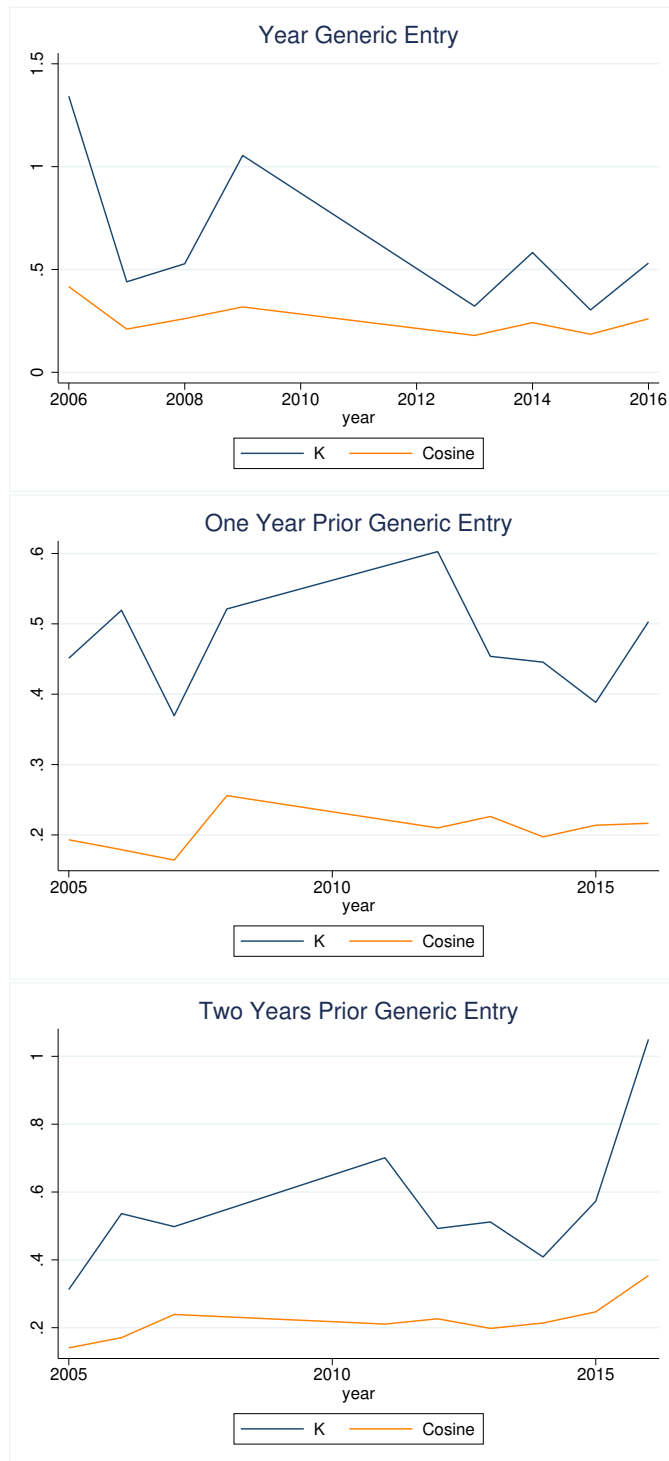 Year Generic Entry
1.5
1
.5
0
2006 2008 2010 2012 2014 2016
year
K Cosine
One Year Prior Generic Entry
.6
.5
.4
.3
.2
2005 2010 2015
year
K Cosine
Two Years Prior Generic Entry
1
.8
.6
.4
.2
2005 2010 2015
year
K Cosine